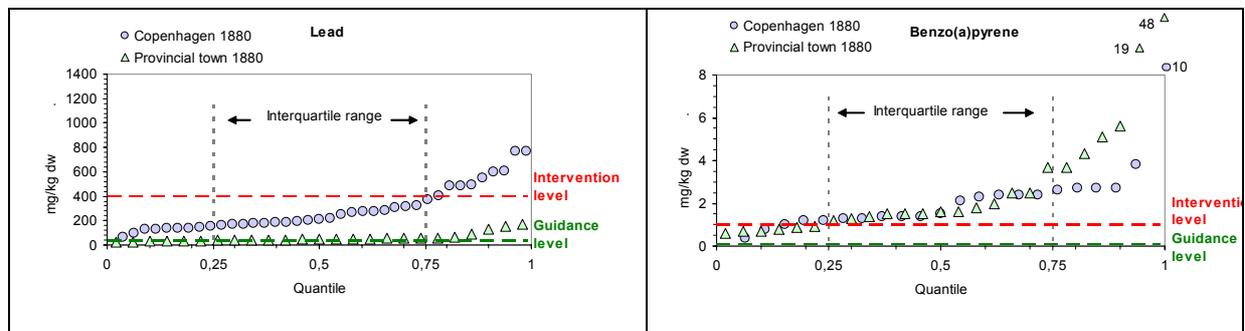 Lead
Copenhagen 1880
Provincial town 1880
1400
1200
1000
800
600
400
200
0
mg/kg dw
Interquartile range
Intervention
level
Guidance
level
0
0,25
0,5
0,75
1
Quantile
Benzo(a)pyrene
Copenhagen 1880
Provincial town 1880
48
19
10
8
6
4
2
0
mg/kg dw
Interquartile range
Interventi
level
Guidance
level
0
0,25
0,5
0,75
1
Quantile